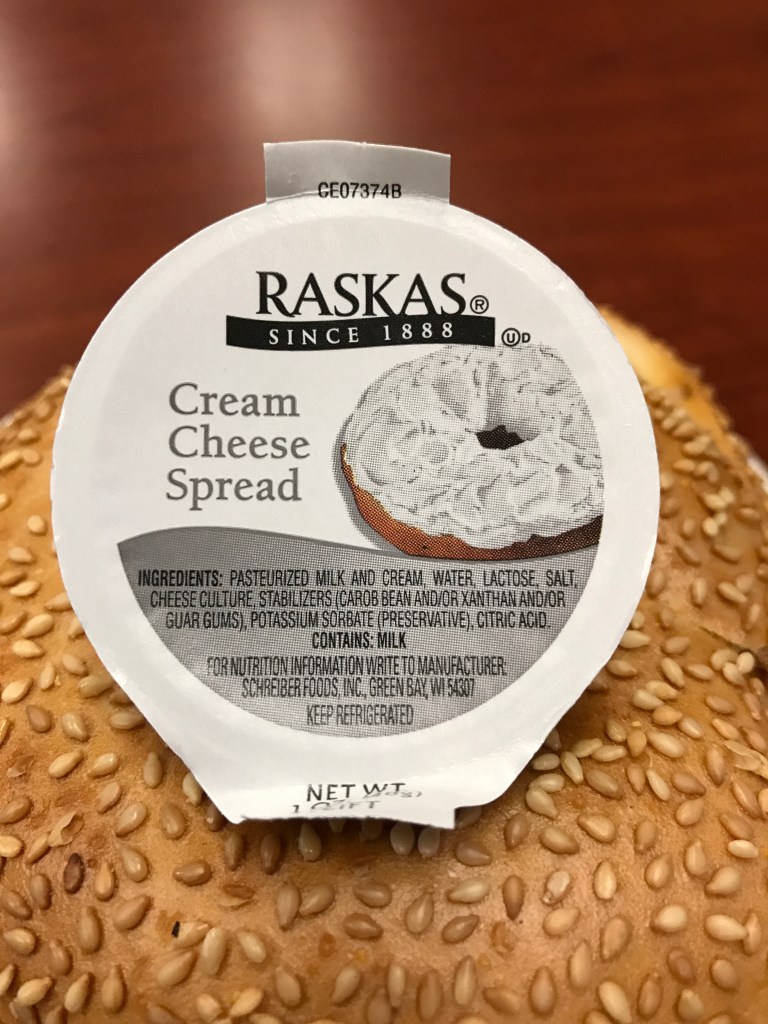 CE07374B
RASKAS®
SINCE 1888
ⓊD
Cream
Cheese
Spread
INGREDIENTS: PASTEURIZED MILK AND CREAM, WATER, LACTOSE, SALT,
CHEESE CULTURE, STABILIZERS (CAROB BEAN AND/OR XANTHAN AND/OR
GUAR GUMS), POTASSIUM SORBATE (PRESERVATIVE), CITRIC ACID.
CONTAINS: MILK
FOR NUTRITION INFORMATION WRITE TO MANUFACTURER:
SCHREIBER FOODS, INC., GREEN BAY, WI 54307
KEEP REFRIGERATED
NET WT.